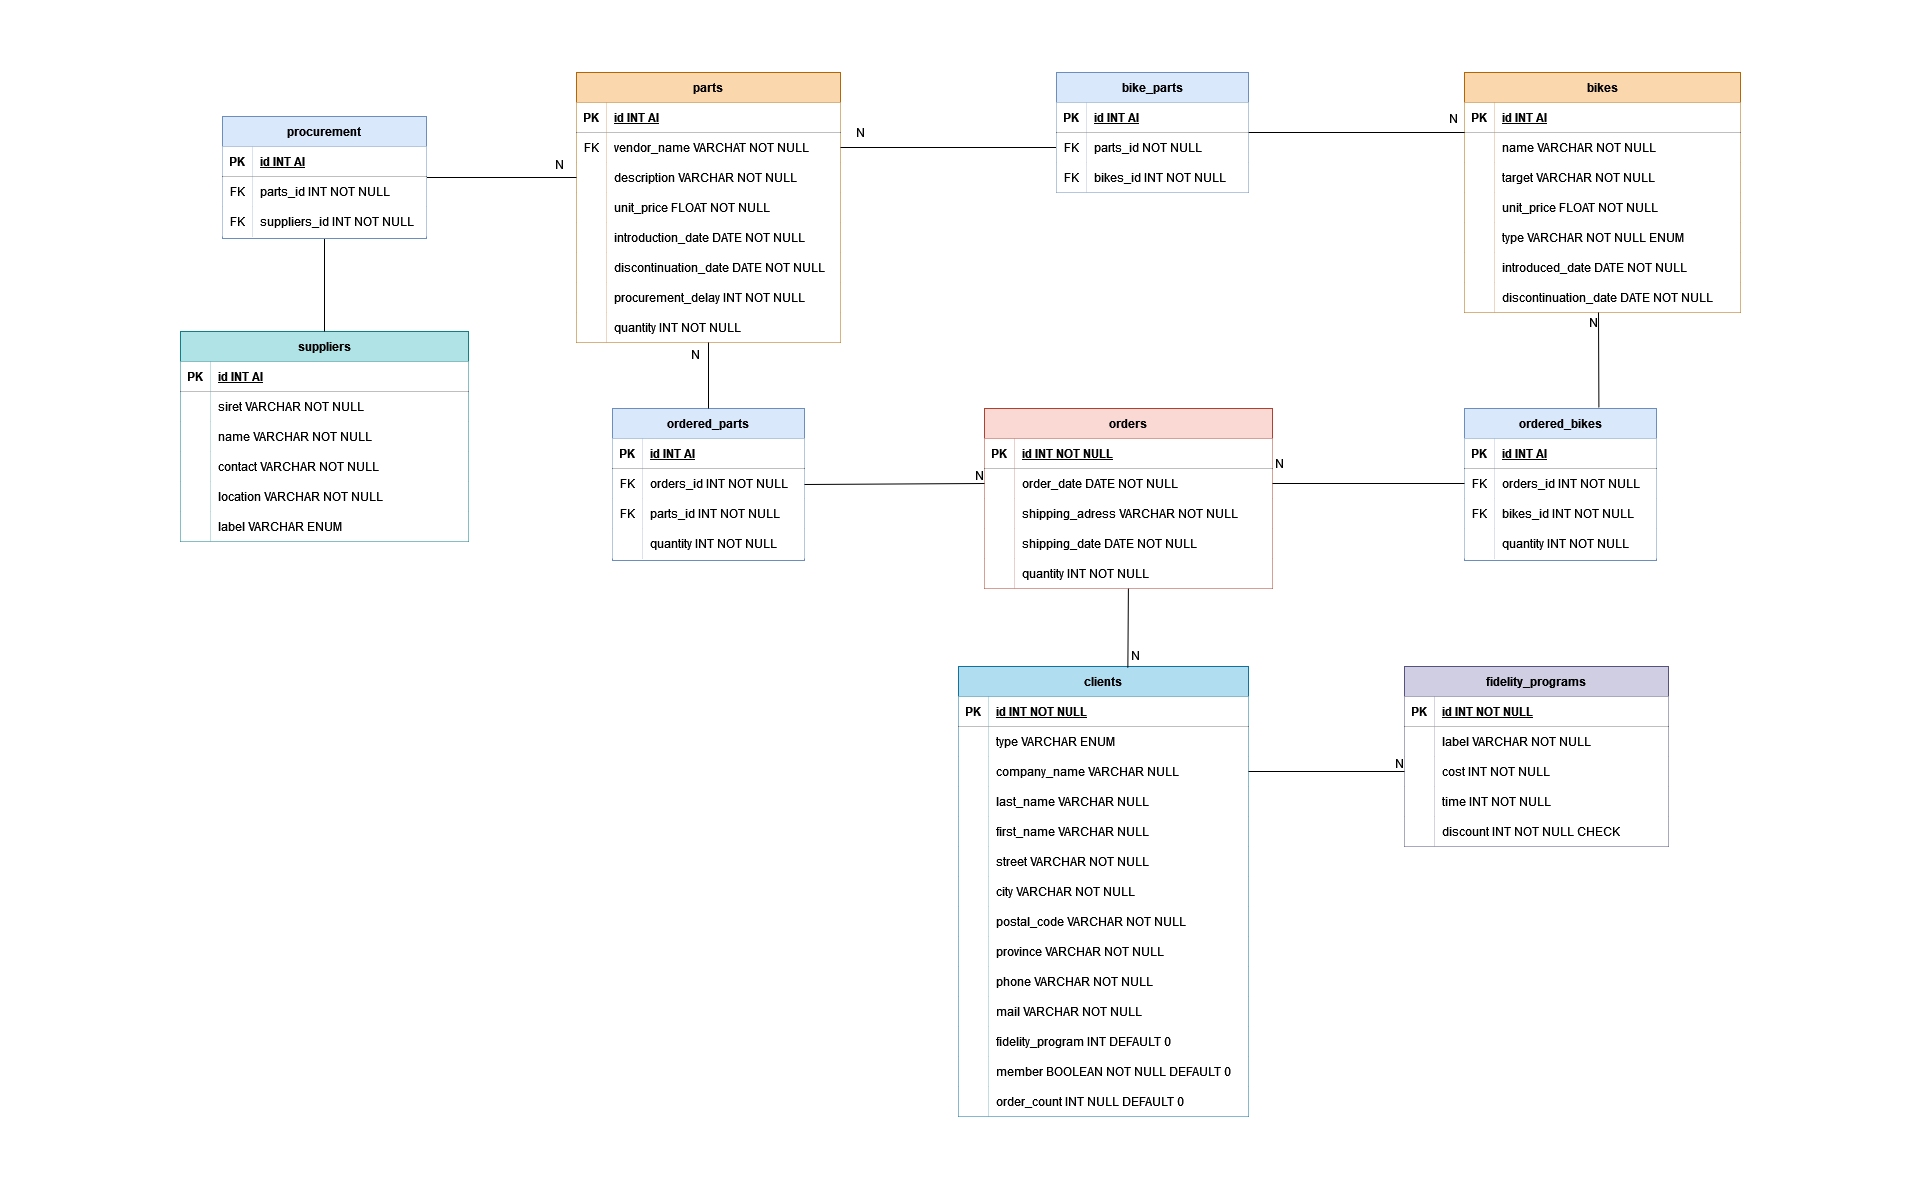 procurement
PK id INT AI
FK parts_id INT NOT NULL
FK suppliers_id INT NOT NULL
N
parts
PK id INT AI
FK vendor_name VARCHAT NOT NULL
description VARCHAR NOT NULL
unit_price FLOAT NOT NULL
introduction_date DATE NOT NULL
discontinuation_date DATE NOT NULL
procurement_delay INT NOT NULL
quantity INT NOT NULL
N
N
bike_parts
PK id INT AI
FK parts_id NOT NULL
FK bikes_id INT NOT NULL
N
bikes
PK id INT AI
name VARCHAR NOT NULL
target VARCHAR NOT NULL
unit_price FLOAT NOT NULL
type VARCHAR NOT NULL ENUM
introduced_date DATE NOT NULL
discontinuation_date DATE NOT NULL
N
suppliers
PK id INT AI
siret VARCHAR NOT NULL
name VARCHAR NOT NULL
contact VARCHAR NOT NULL
location VARCHAR NOT NULL
label VARCHAR ENUM
ordered_parts
PK id INT AI
FK orders_id INT NOT NULL
FK parts_id INT NOT NULL
quantity INT NOT NULL
N
orders
PK id INT NOT NULL
order_date DATE NOT NULL
shipping_adress VARCHAR NOT NULL
shipping_date DATE NOT NULL
quantity INT NOT NULL
N
ordered_bikes
PK id INT AI
FK orders_id INT NOT NULL
FK bikes_id INT NOT NULL
quantity INT NOT NULL
N
clients
PK id INT NOT NULL
type VARCHAR ENUM
company_name VARCHAR NULL
last_name VARCHAR NULL
first_name VARCHAR NULL
street VARCHAR NOT NULL
city VARCHAR NOT NULL
postal_code VARCHAR NOT NULL
province VARCHAR NOT NULL
phone VARCHAR NOT NULL
mail VARCHAR NOT NULL
fidelity_program INT DEFAULT 0
member BOOLEAN NOT NULL DEFAULT 0
order_count INT NULL DEFAULT 0
N
fidelity_programs
PK id INT NOT NULL
label VARCHAR NOT NULL
cost INT NOT NULL
time INT NOT NULL
discount INT NOT NULL CHECK